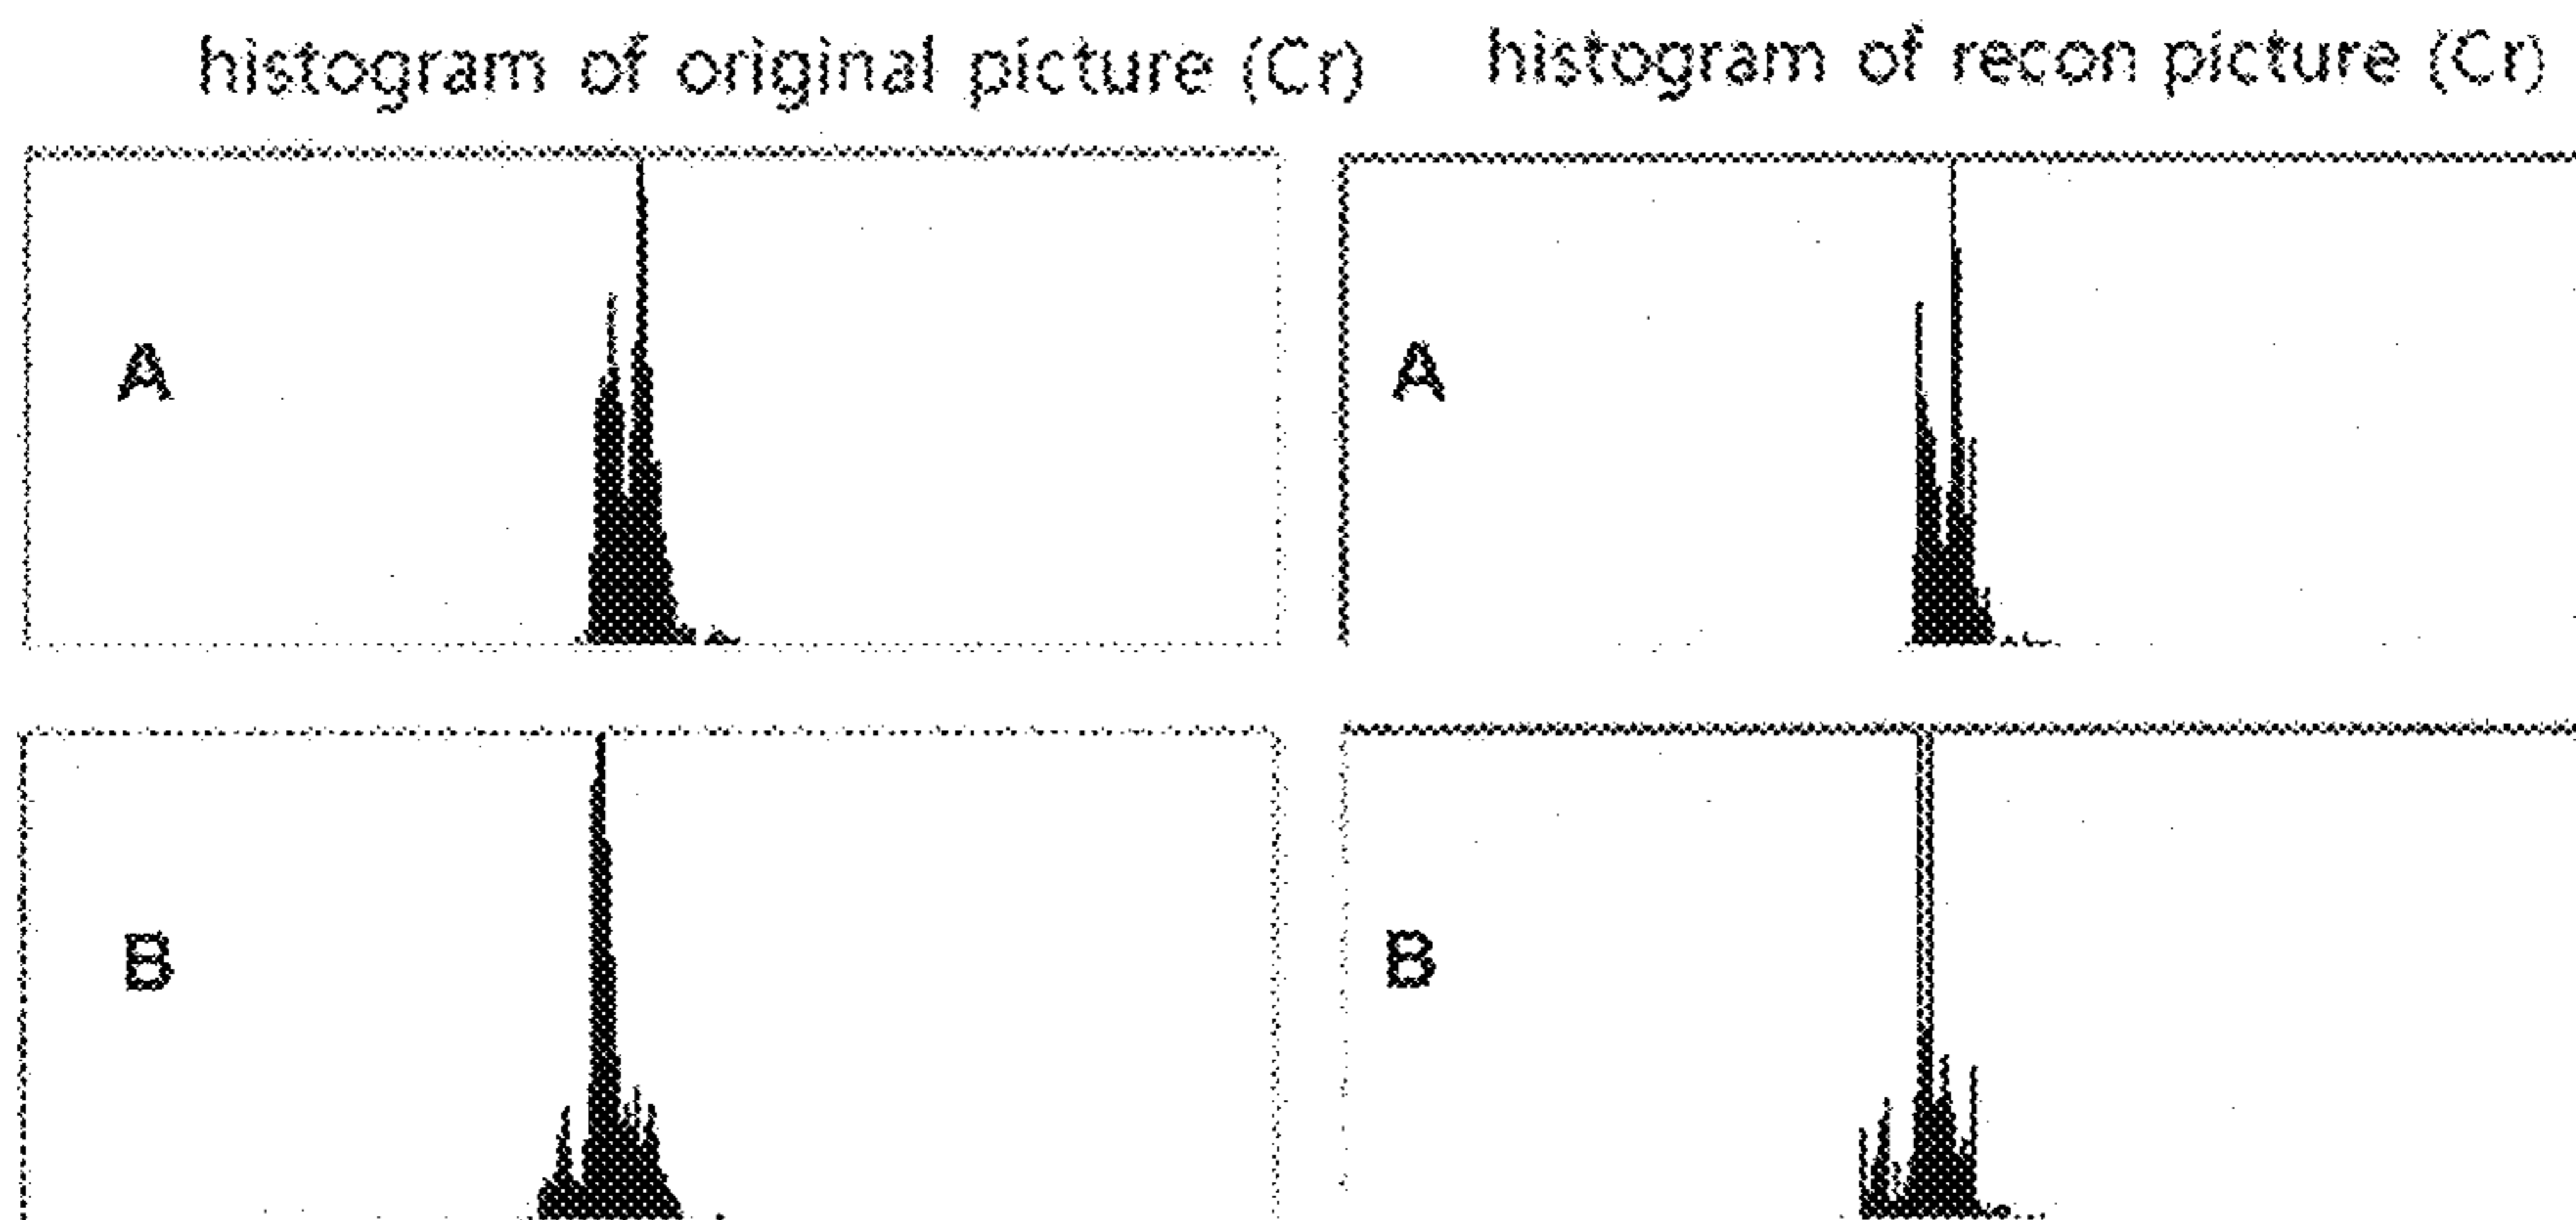 histogram of original picture (Cr)
histogram of recon picture (Cr)
A
A
B
B